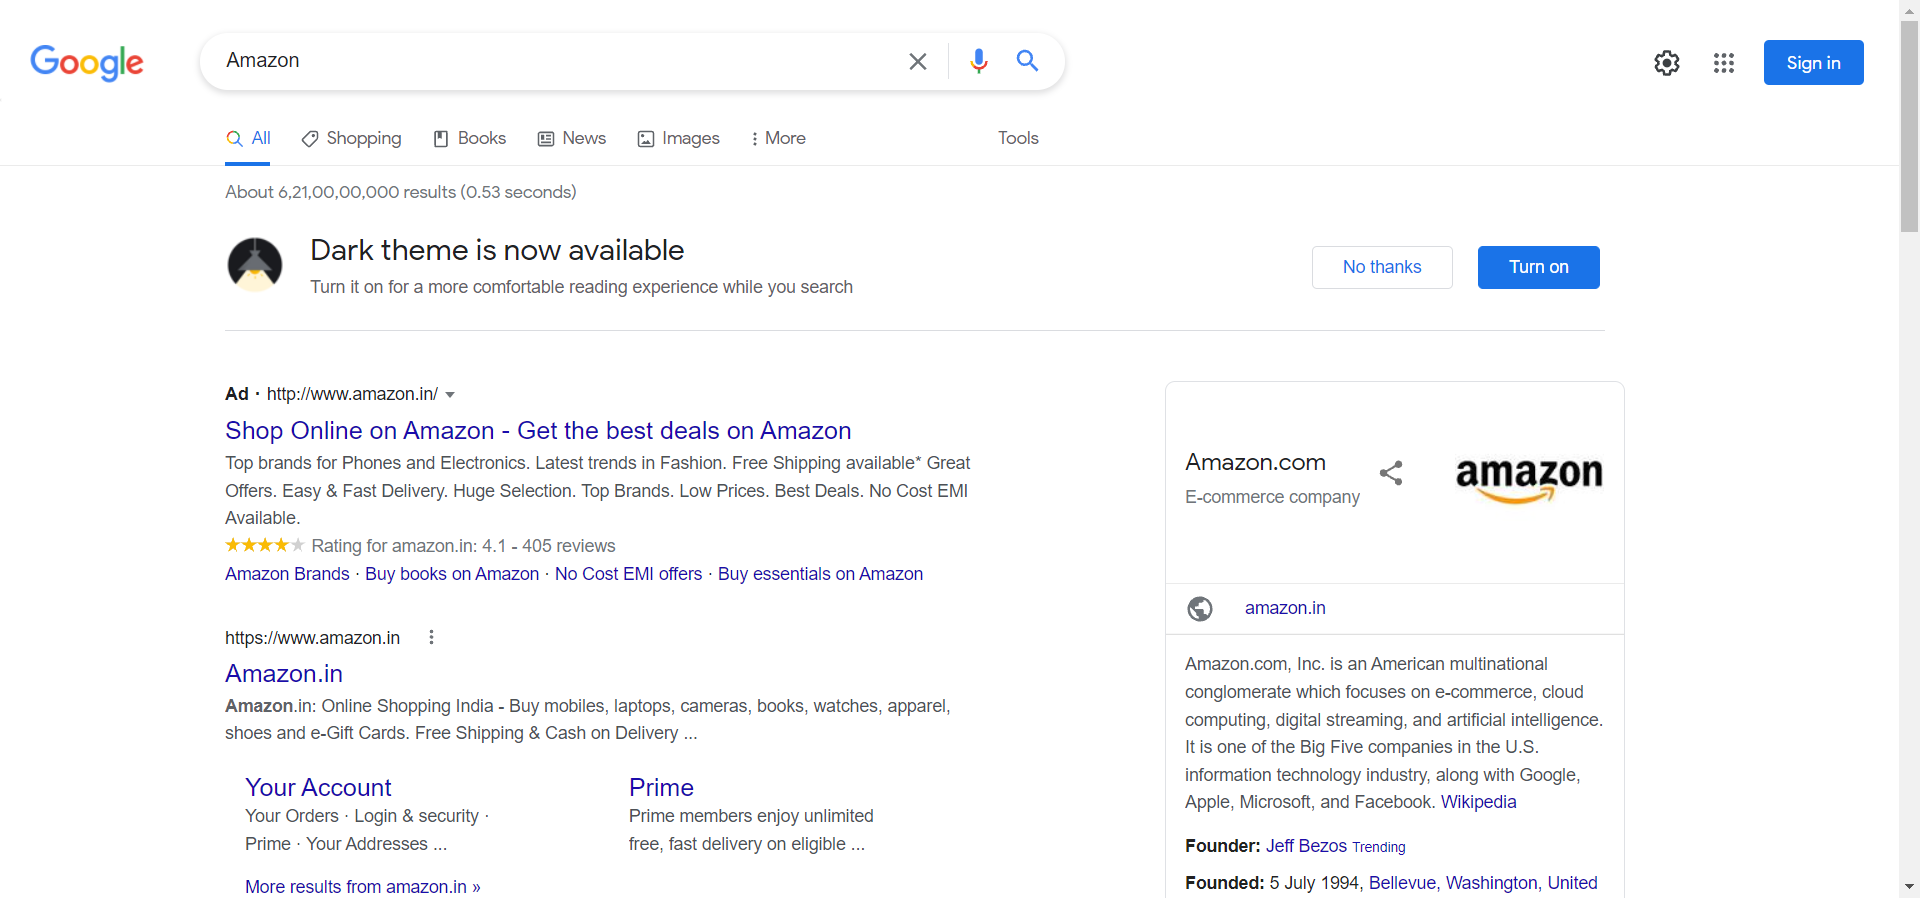 Google
Amazon
Sign in
All
Shopping
Books
News
Images
More
Tools
About 6,21,00,00,000 results (0.53 seconds)
Dark theme is now available
Turn it on for a more comfortable reading experience while you search
No thanks
Turn on
Ad · http://www.amazon.in/
Shop Online on Amazon - Get the best deals on Amazon
Top brands for Phones and Electronics. Latest trends in Fashion. Free Shipping available* Great
Offers. Easy & Fast Delivery. Huge Selection. Top Brands. Low Prices. Best Deals. No Cost EMI
Available.
Rating for amazon.in: 4.1 - 405 reviews
Amazon Brands · Buy books on Amazon · No Cost EMI offers · Buy essentials on Amazon
https://www.amazon.in
Amazon.in
Amazon.in: Online Shopping India - Buy mobiles, laptops, cameras, books, watches, apparel,
shoes and e-Gift Cards. Free Shipping & Cash on Delivery ...
Your Account
Your Orders · Login & security ·
Prime · Your Addresses ...
Prime
Prime members enjoy unlimited
free, fast delivery on eligible ...
More results from amazon.in »
Amazon.com
E-commerce company
amazon
amazon.in
Amazon.com, Inc. is an American multinational
conglomerate which focuses on e-commerce, cloud
computing, digital streaming, and artificial intelligence.
It is one of the Big Five companies in the U.S.
information technology industry, along with Google,
Apple, Microsoft, and Facebook. Wikipedia
Founder: Jeff Bezos Trending
Founded: 5 July 1994, Bellevue, Washington, United